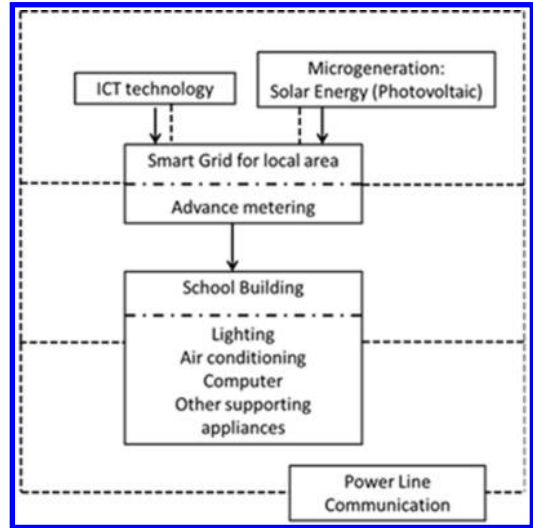 ICT technology
Microgeneration:
Solar Energy (Photovoltaic)
Smart Grid for local area
Advance metering
School Building
Lighting
Air conditioning
Computer
Other supporting
appliances
Power Line
Communication